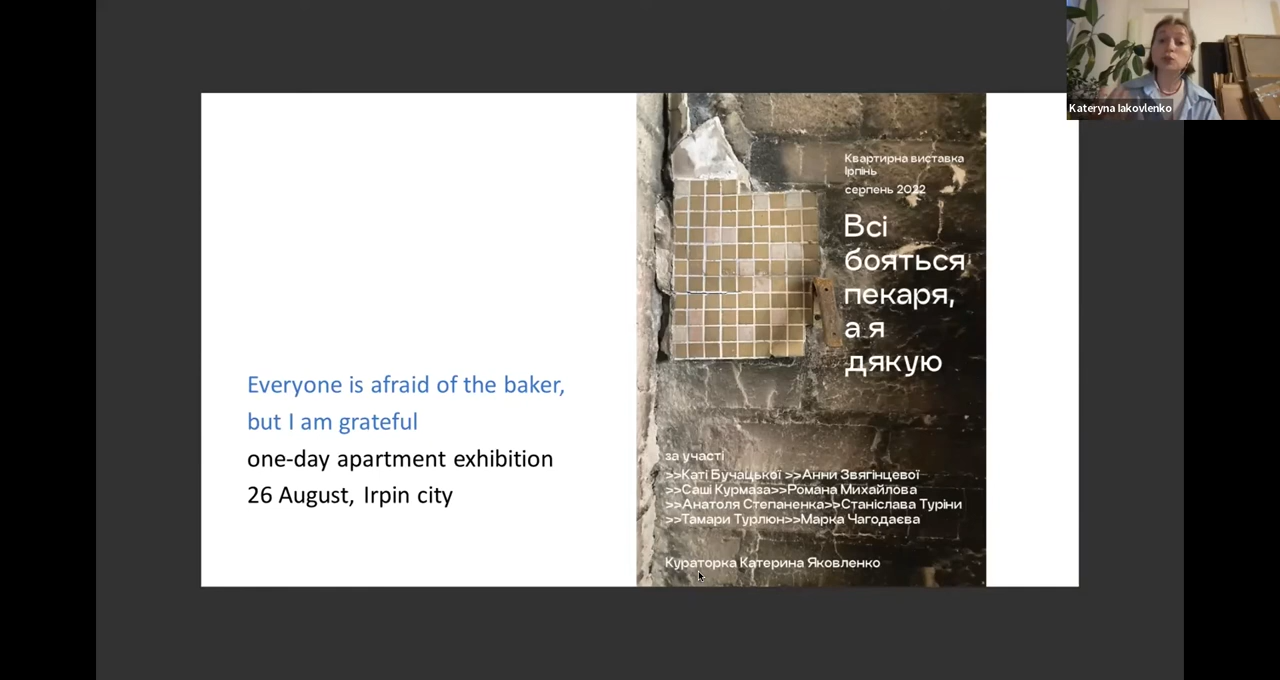 Kateryna Iakovlenko
Everyone is afraid of the baker,
but I am grateful
one-day apartment exhibition
26 August, Irpin city
Квартирна виставка
Ірпінь
серпень 2022
Всі
бояться
пекаря,
а я
дякую
за участі
>>Каті Бучацької >>Анни Звягінцевої
>>Саші Курмаза>>Романа Михайлова
>>Анатоля Степаненка>>Станіслава Туріни
>>Тамари Турлюн>>Марка Чагодаєва
Кураторка Катерина Яковленко